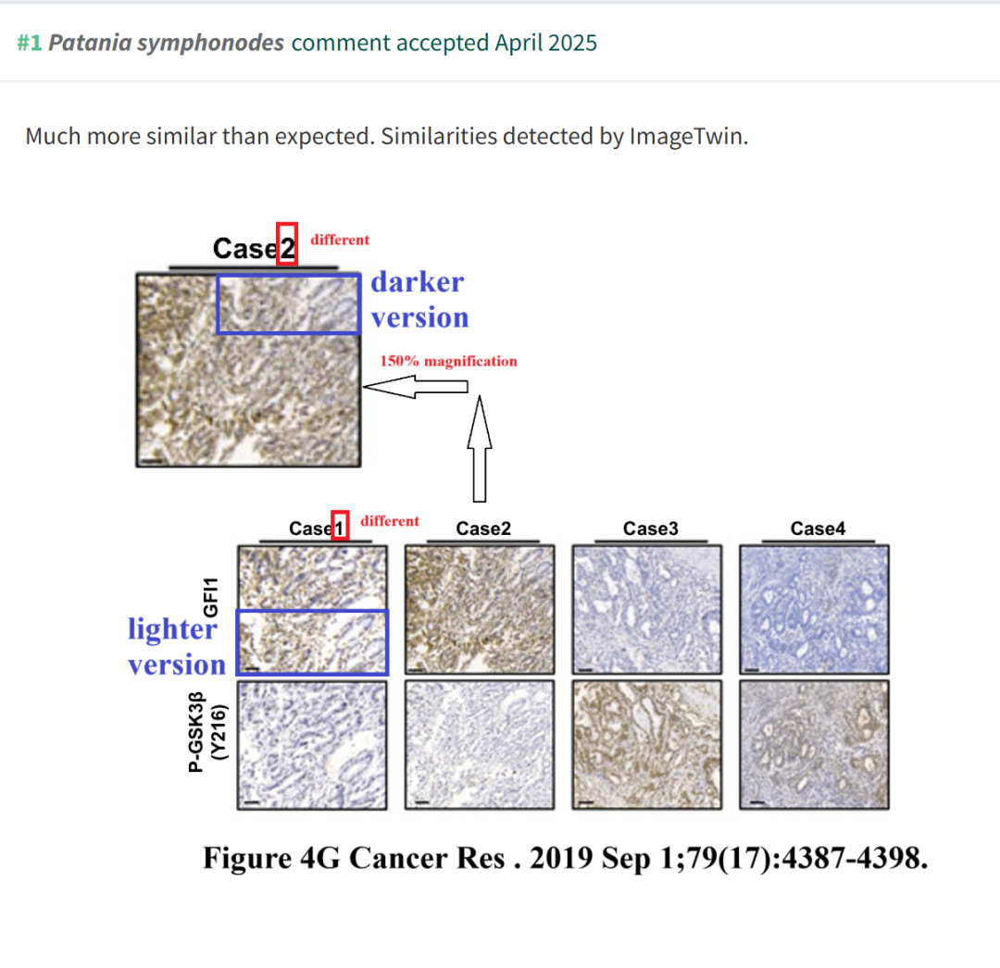 #1 Patania symphonodes comment accepted April 2025
Much more similar than expected. Similarities detected by ImageTwin.
Case2 different
darker
version
150% magnification
Case1 different Case2 Case3 Case4
GFI1
lighter
version
P-GSK3β
(Y216)
Figure 4G Cancer Res . 2019 Sep 1;79(17):4387-4398.